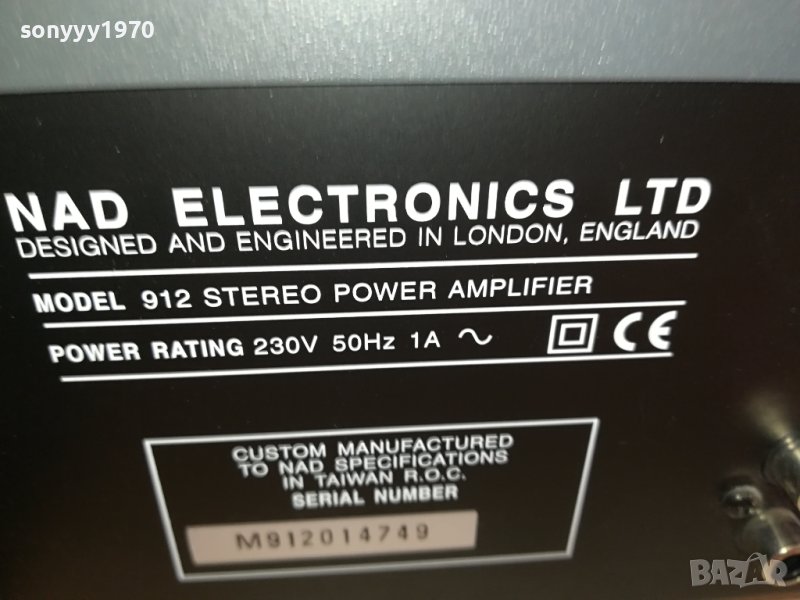 sonyyy1970
NAD ELECTRONICS LTD
DESIGNED AND ENGINEERED IN LONDON, ENGLAND
MODEL 912 STEREO POWER AMPLIFIER
POWER RATING 230V 50Hz 1A ∿ CE
CUSTOM MANUFACTURED
TO NAD SPECIFICATIONS
IN TAIWAN R.O.C.
SERIAL NUMBER
M912014749
BAZAR